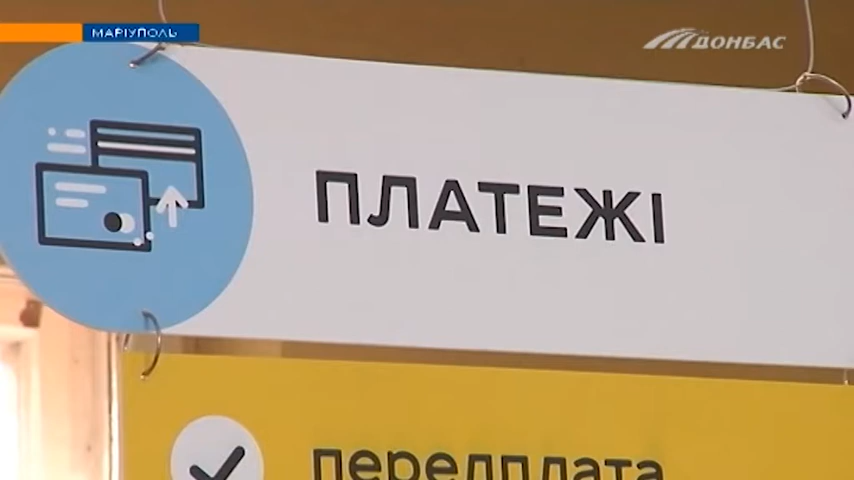 МАРІУПОЛЬ
ДОНБАС
ПЛАТЕЖІ
передплата